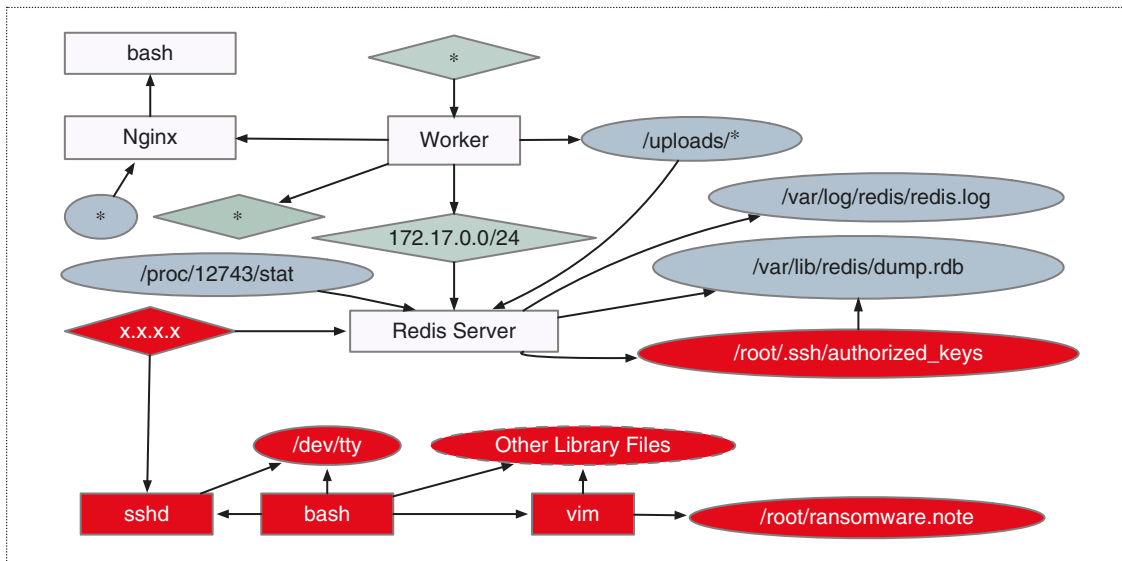 bash
*
Nginx
Worker
/uploads/*
*
*
/var/log/redis/redis.log
172.17.0.0/24
/proc/12743/stat
/var/lib/redis/dump.rdb
x.x.x.x
Redis Server
/root/.ssh/authorized_keys
/dev/tty
Other Library Files
sshd
bash
vim
/root/ransomware.note